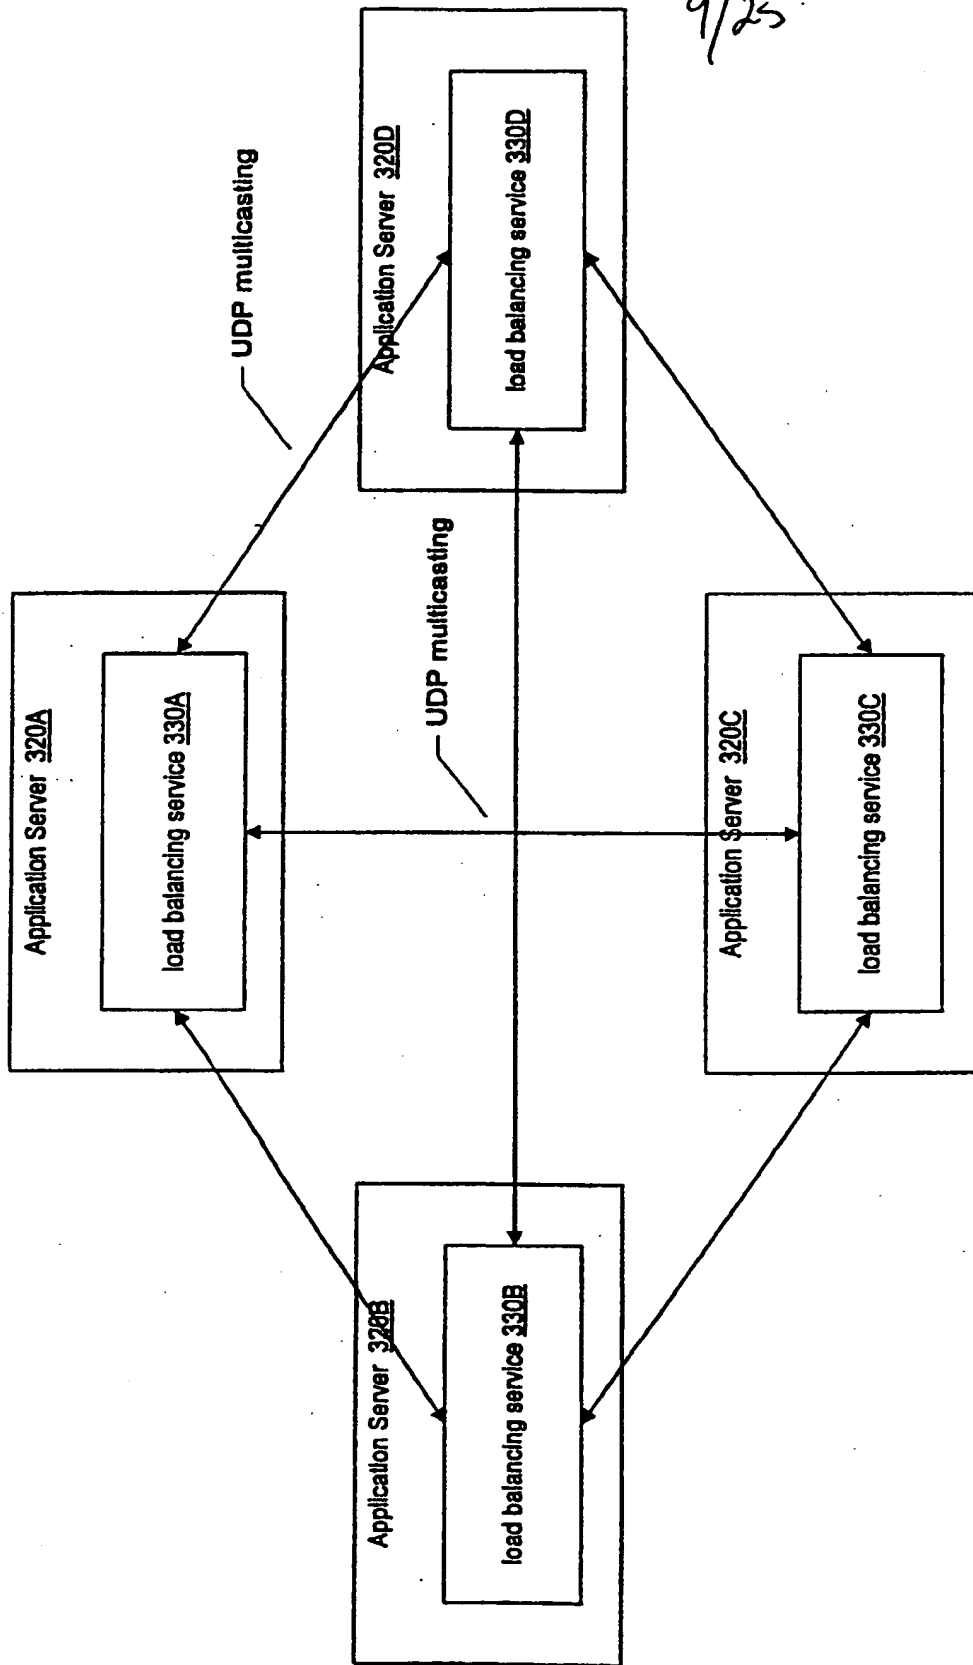 9/25
UDP multicasting
Application Server 320A
load balancing service 330A
Application Server 320B
load balancing service 330B
UDP multicasting
Application Server 320D
load balancing service 330D
Application Server 320C
load balancing service 330C